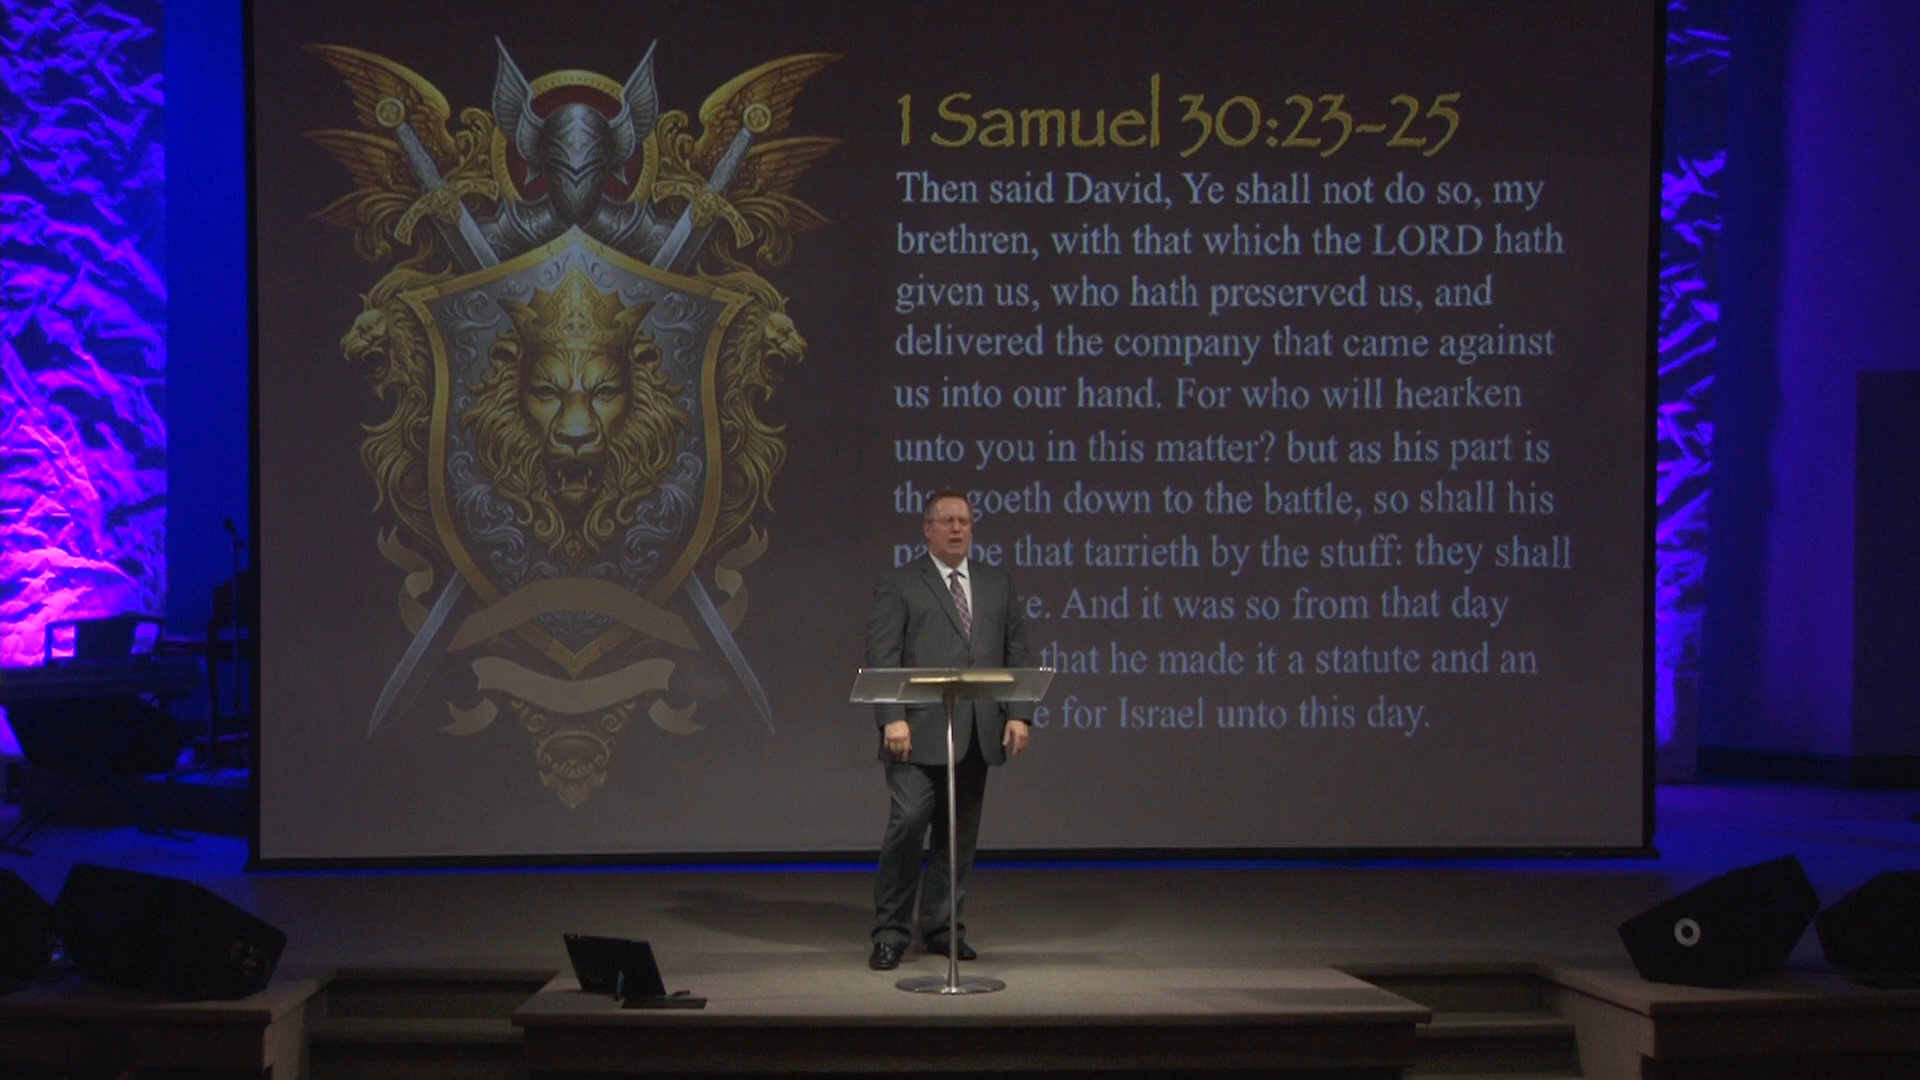 1 Samuel 30:23-25
Then said David, Ye shall not do so, my
brethren, with that which the LORD hath
given us, who hath preserved us, and
delivered the company that came against
us into our hand. For who will hearken
unto you in this matter? but as his part is
goeth down to the battle, so shall his
be that tarrieth by the stuff: they shall
And it was so from that day
that he made it a statute and an
for Israel unto this day.